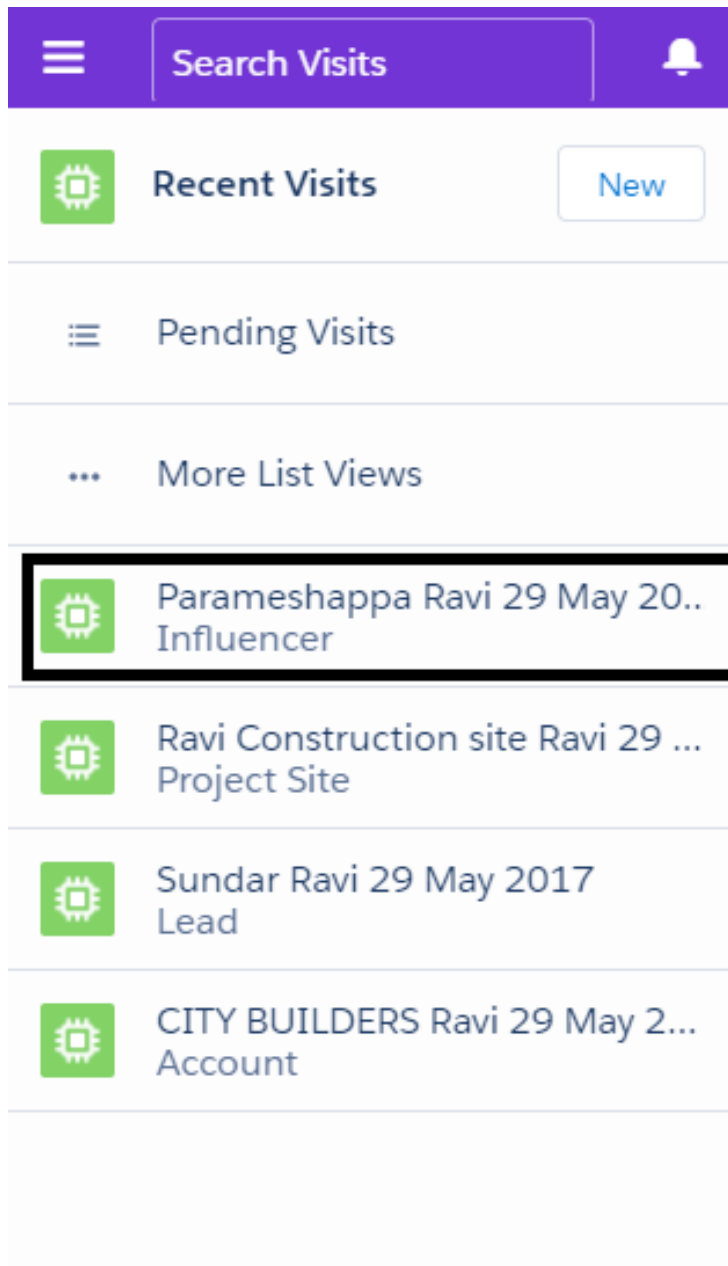 Search Visits
Recent Visits
New
Pending Visits
More List Views
Parameshappa Ravi 29 May 20..
Influencer
Ravi Construction site Ravi 29 ...
Project Site
Sundar Ravi 29 May 2017
Lead
CITY BUILDERS Ravi 29 May 2...
Account